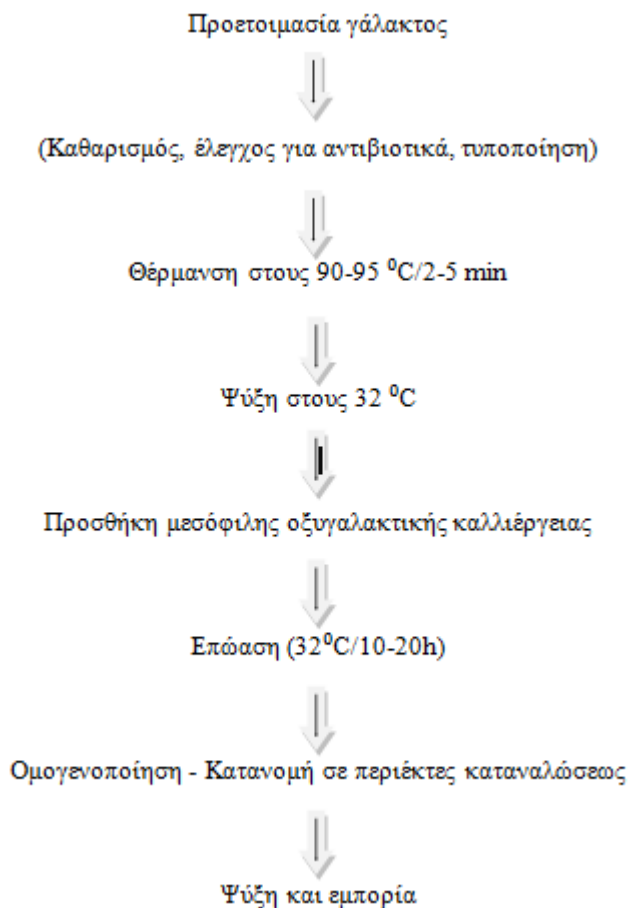 Προετοιμασία γάλακτος
(Καθαρισμός, έλεγχος για αντιβιοτικά, τυποποίηση)
Θέρμανση στους 90-95 ⁰C/2-5 min
Ψύξη στους 32 ⁰C
Προσθήκη μεσόφιλης οξυγαλακτικής καλλιέργειας
Επώαση (32⁰C/10-20h)
Ομογενοποίηση - Κατανομή σε περιέκτες καταναλώσεως
Ψύξη και εμπορία